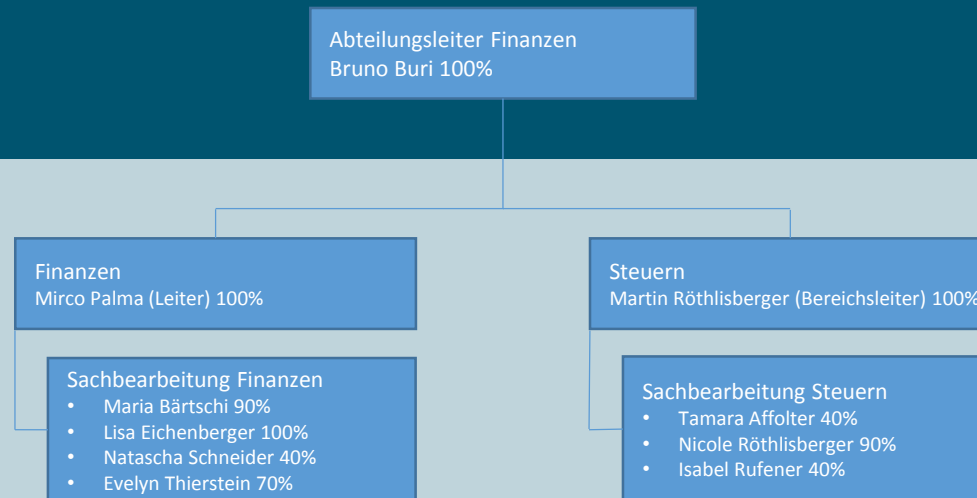 Abteilungsleiter Finanzen
Bruno Buri 100%
Finanzen
Mirco Palma (Leiter) 100%
Steuern
Martin Röthlisberger (Bereichsleiter) 100%
Sachbearbeitung Finanzen
• Maria Bärtschi 90%
• Lisa Eichenberger 100%
• Natascha Schneider 40%
• Evelyn Thierstein 70%
Sachbearbeitung Steuern
• Tamara Affolter 40%
• Nicole Röthlisberger 90%
• Isabel Rufener 40%